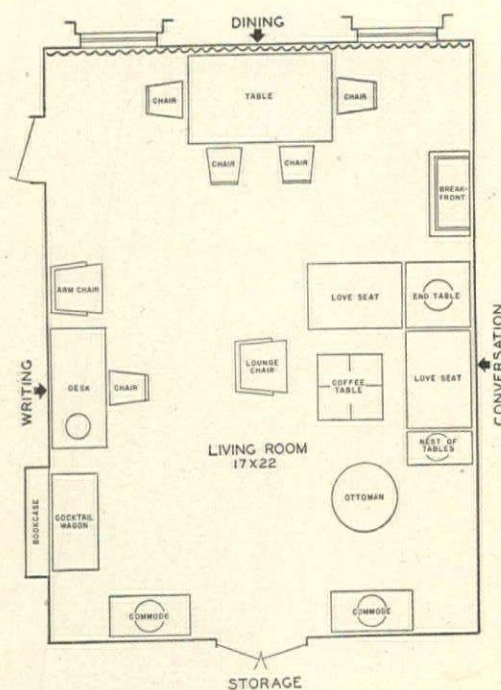 DINING
CHAIR
TABLE
CHAIR
CHAIR
CHAIR
BREAK-
FRONT
ARM CHAIR
LOVE SEAT
END TABLE
CONVERSATION
WRITING
DESK
CHAIR
LOUNGE
CHAIR
COFFEE
TABLE
LOVE SEAT
LIVING ROOM
17X22
NEST OF
TABLES
BOOKCASE
COCKTAIL
WAGON
OTTOMAN
COMMODE
COMMODE
STORAGE